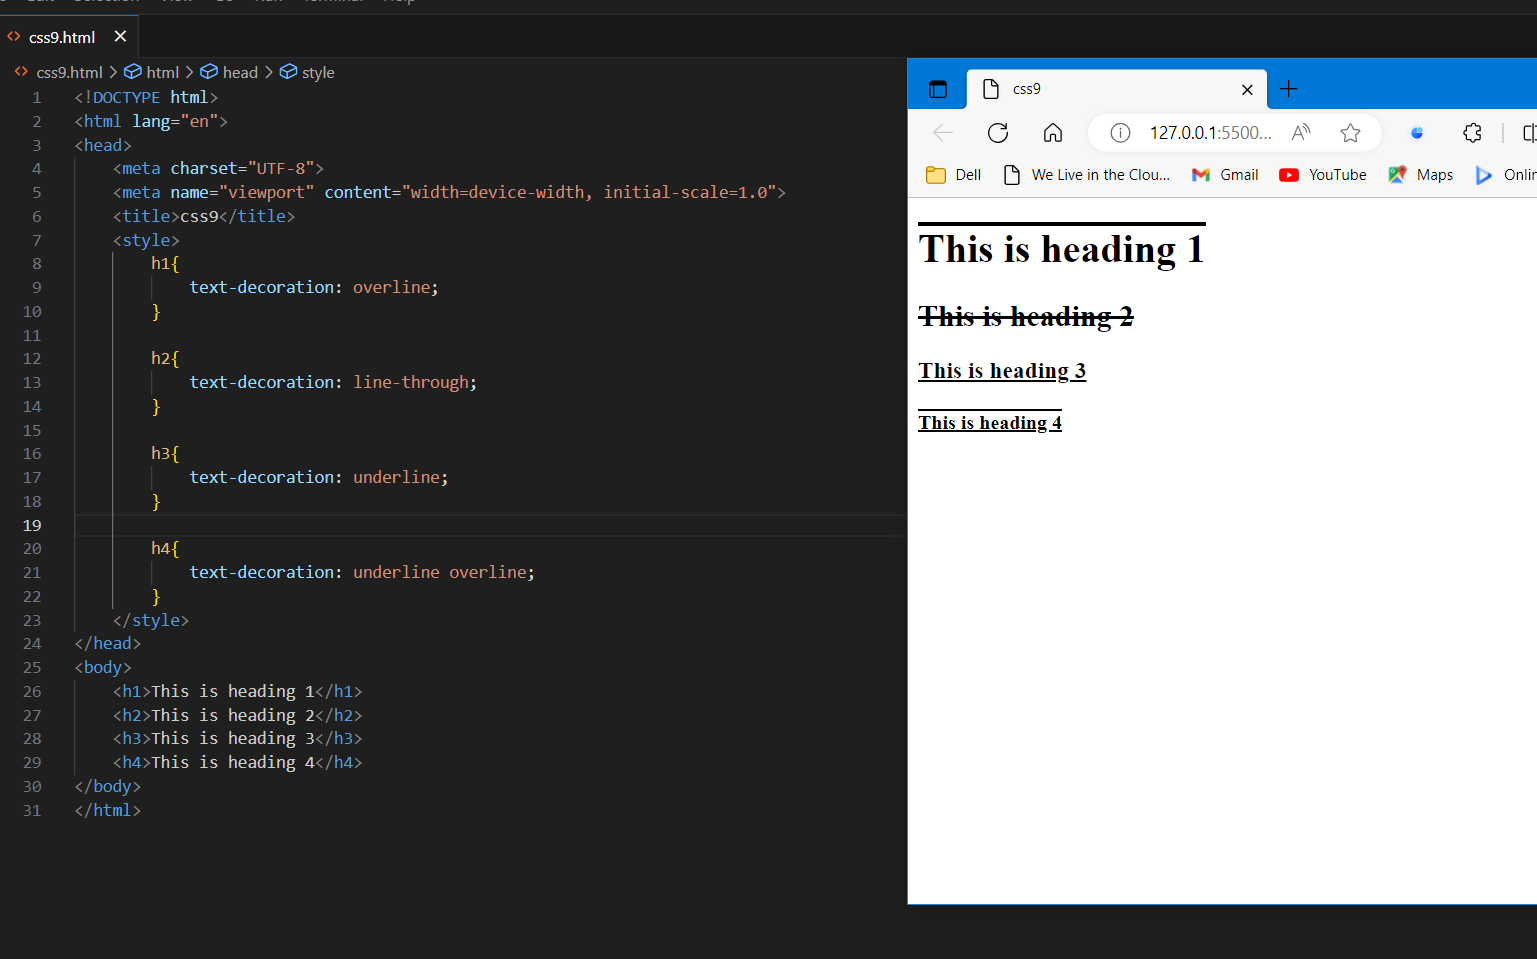 css9.html
css9.html > html > head > style
1 <!DOCTYPE html>
2 <html lang="en">
3 <head>
4     <meta charset="UTF-8">
5     <meta name="viewport" content="width=device-width, initial-scale=1.0">
6     <title>css9</title>
7     <style>
8         h1{
9             text-decoration: overline;
10         }
11
12         h2{
13             text-decoration: line-through;
14         }
15
16         h3{
17             text-decoration: underline;
18         }
19
20         h4{
21             text-decoration: underline overline;
22         }
23     </style>
24 </head>
25 <body>
26     <h1>This is heading 1</h1>
27     <h2>This is heading 2</h2>
28     <h3>This is heading 3</h3>
29     <h4>This is heading 4</h4>
30 </body>
31 </html>
css9
127.0.0.1:5500...
Dell We Live in the Clou... Gmail YouTube Maps Onlin
This is heading 1
This is heading 2
This is heading 3
This is heading 4